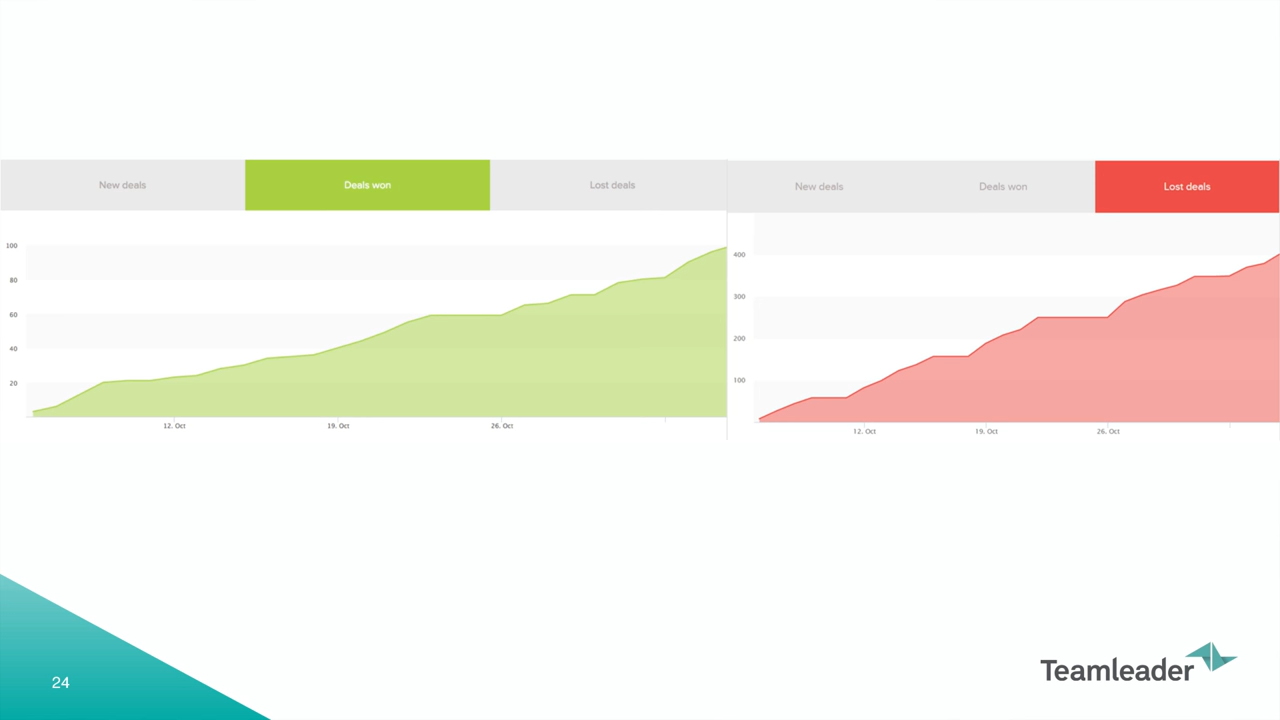 New deals
Deals won
Lost deals
100
80
60
40
20
12. Oct
19. Oct
26. Oct
New deals
Deals won
Lost deals
400
300
200
100
12. Oct
19. Oct
26. Oct
24
Teamleader